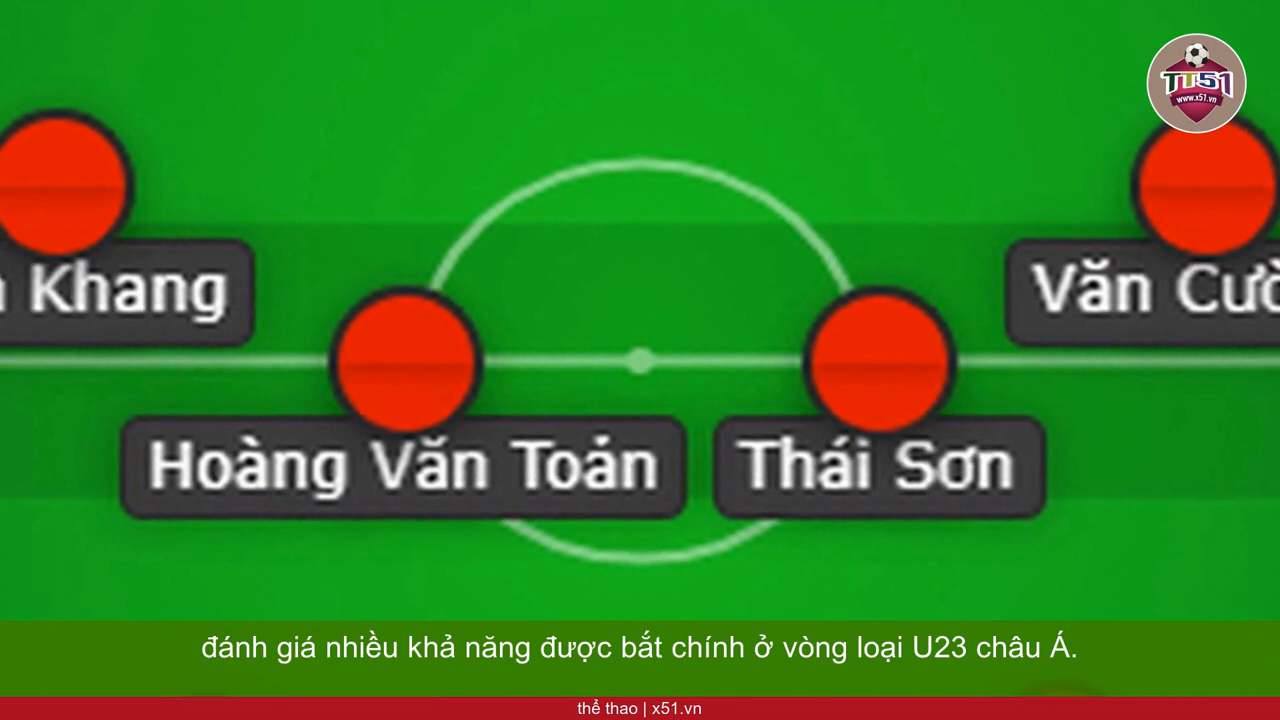 TT51
www.x51.vn
Khang
Văn
Hoàng Văn Toản
Thái Sơn
đánh giá nhiều khả năng được bắt chính ở vòng loại U23 châu Á.
thể thao | x51.vn